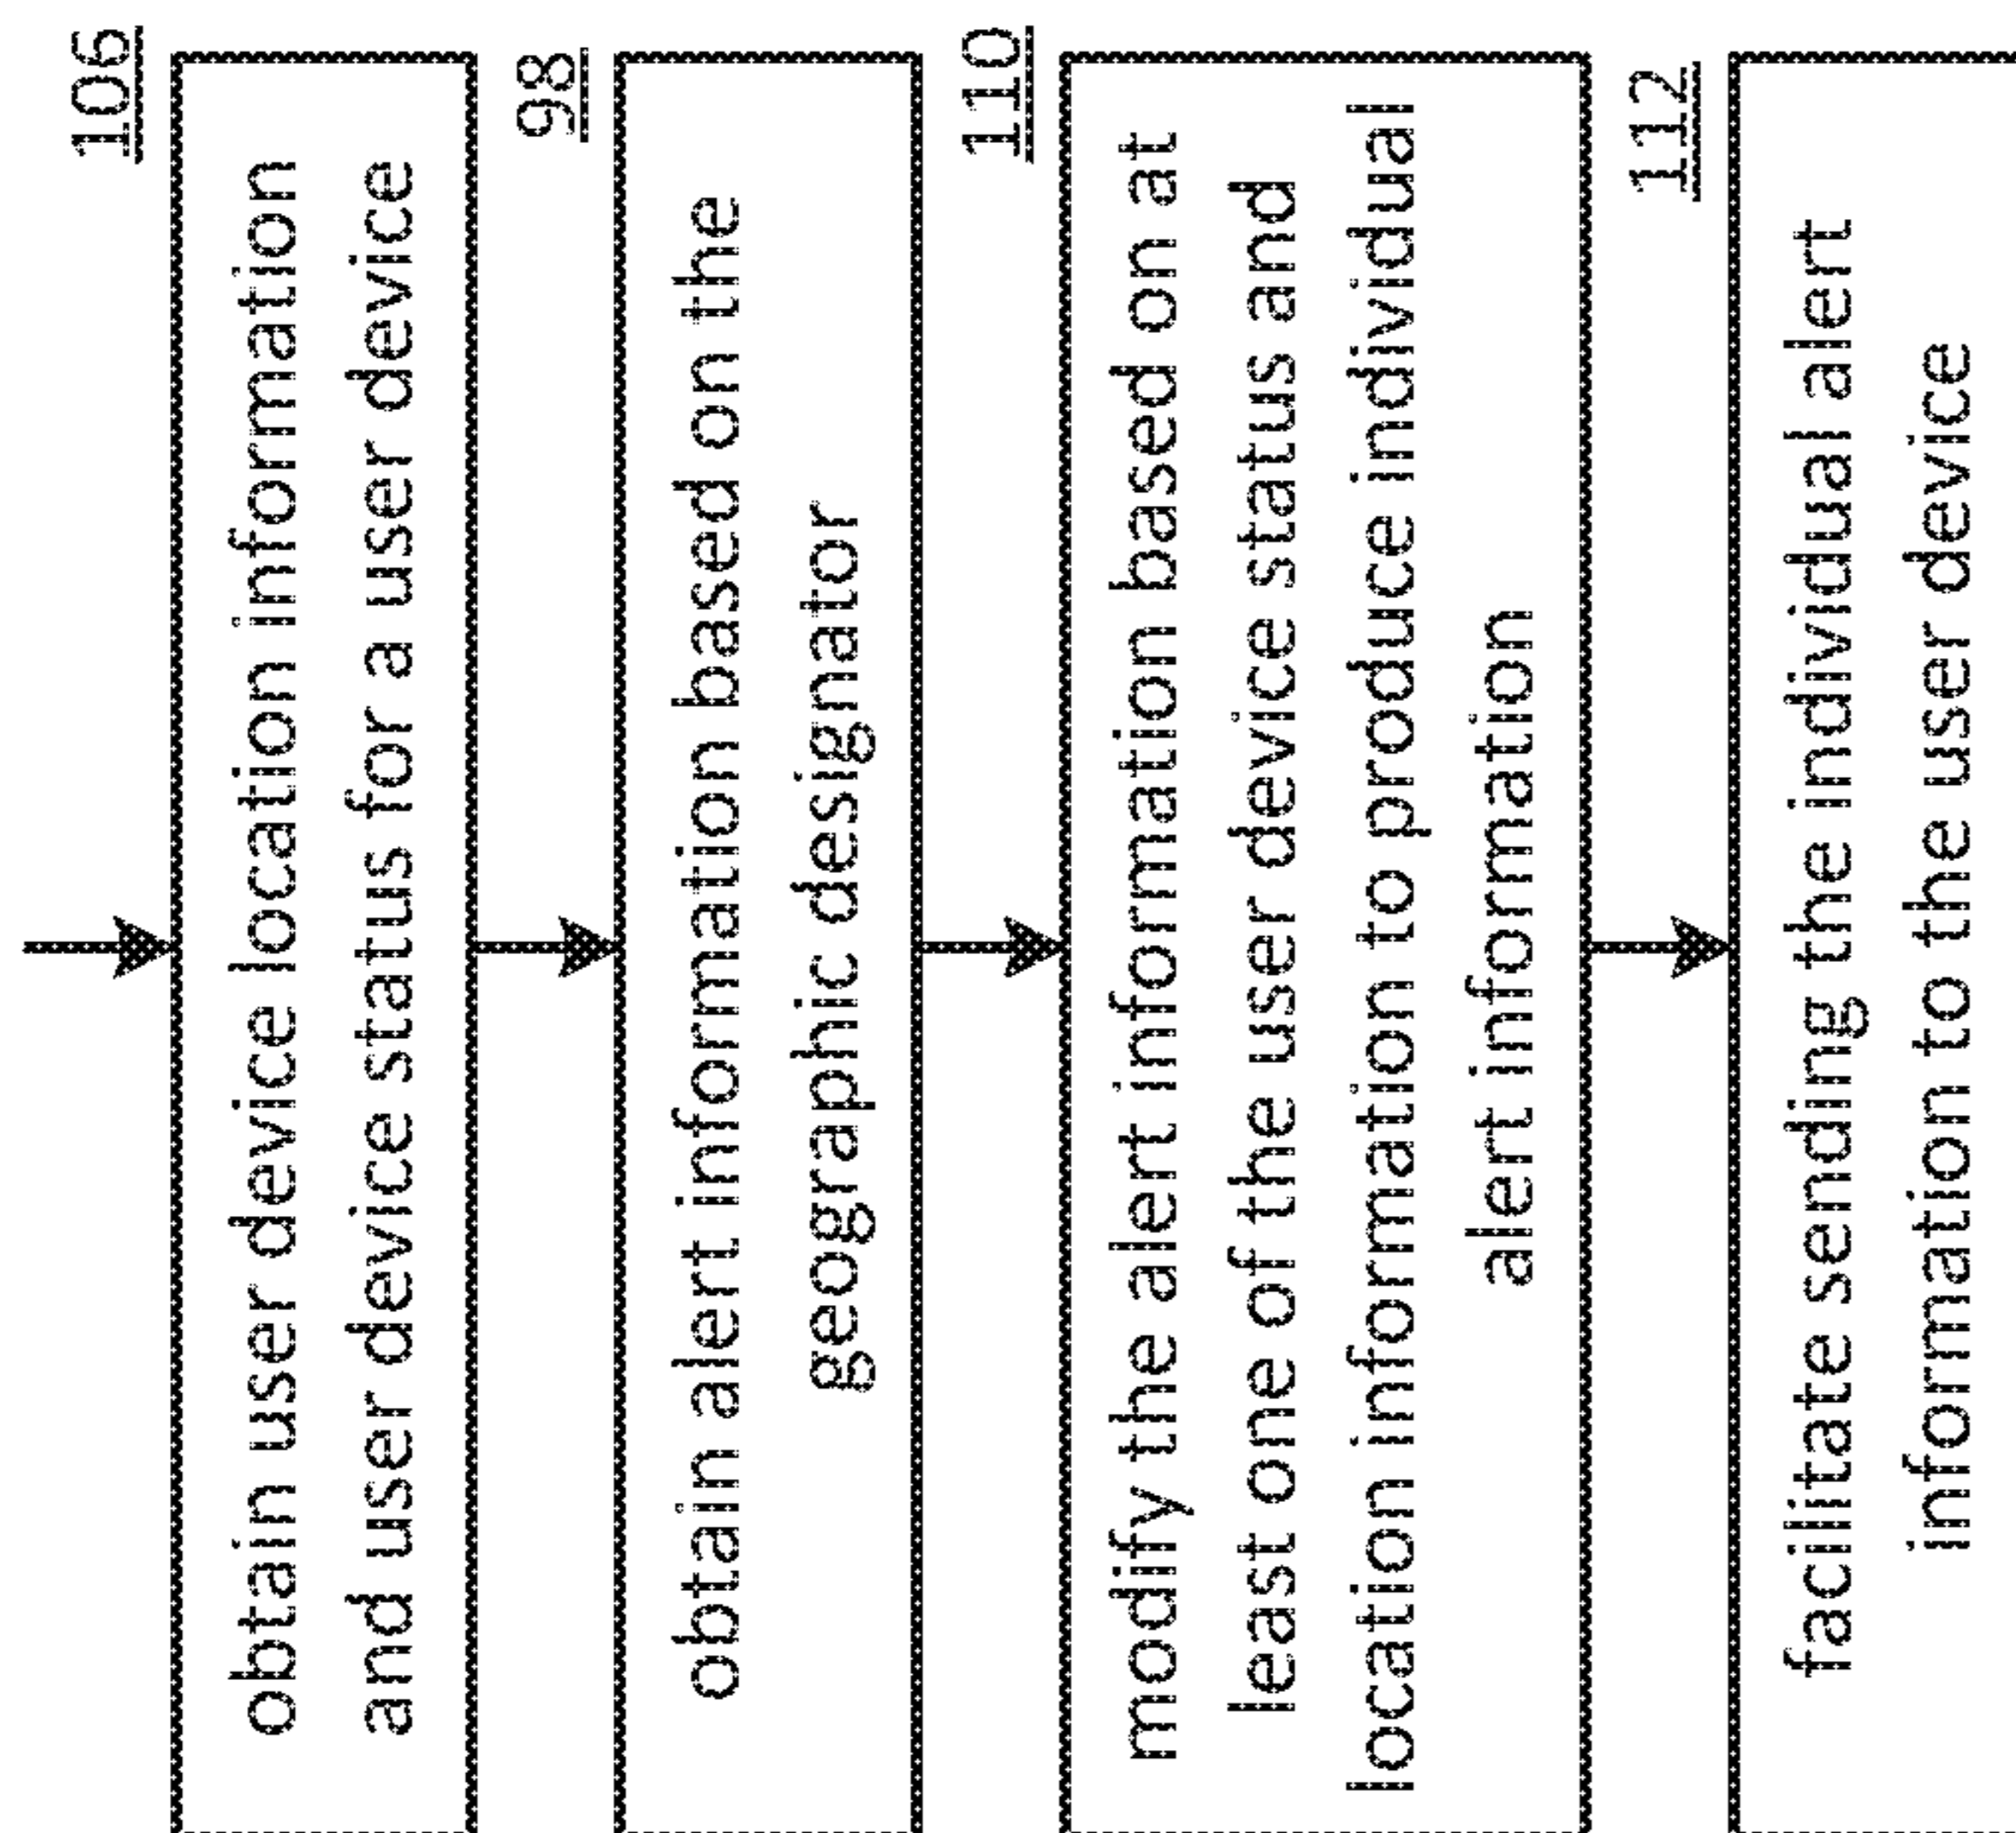 106
obtain user device location information
and user device status for a user device
98
obtain alert information based on the
geographic designator
110
modify the alert information based on at
least one of the user device status and
location information to produce individual
alert information
112
facilitate sending the individual alert
information to the user device